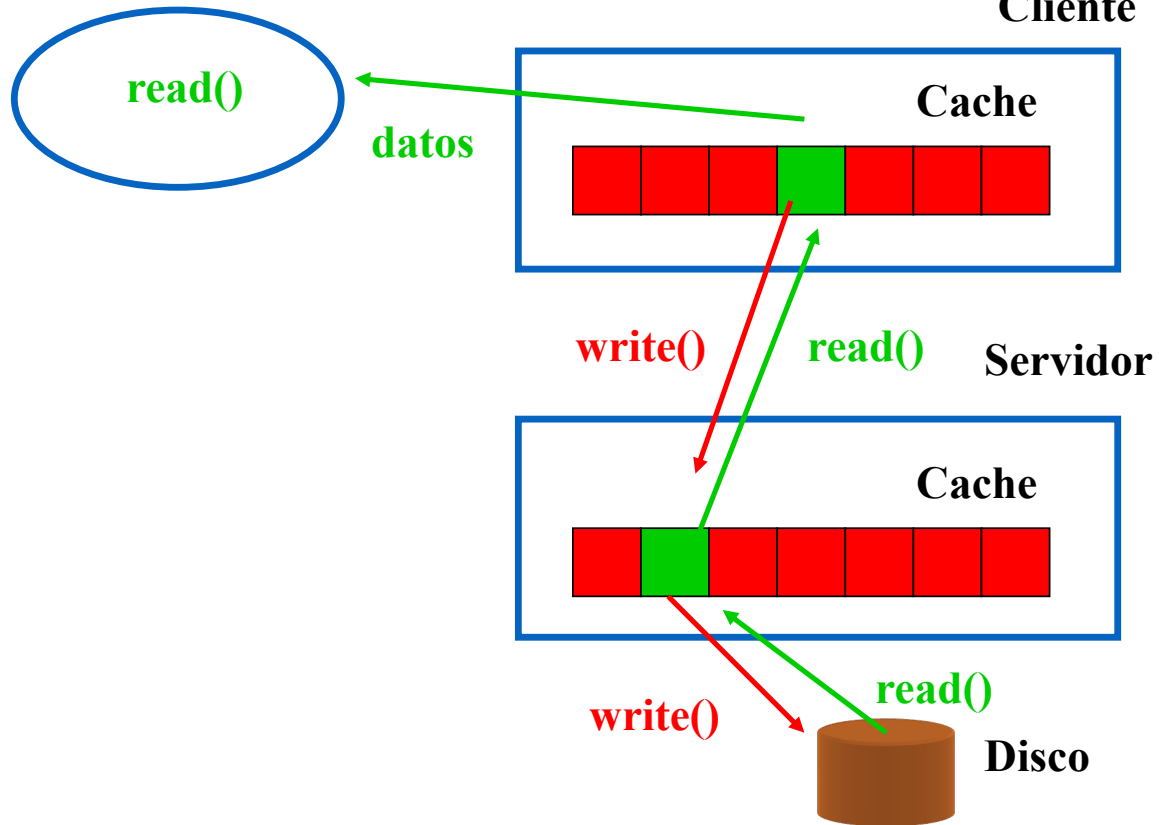 Cliente
read()
Cache
datos
write()
read()
Servidor
Cache
read()
write()
Disco